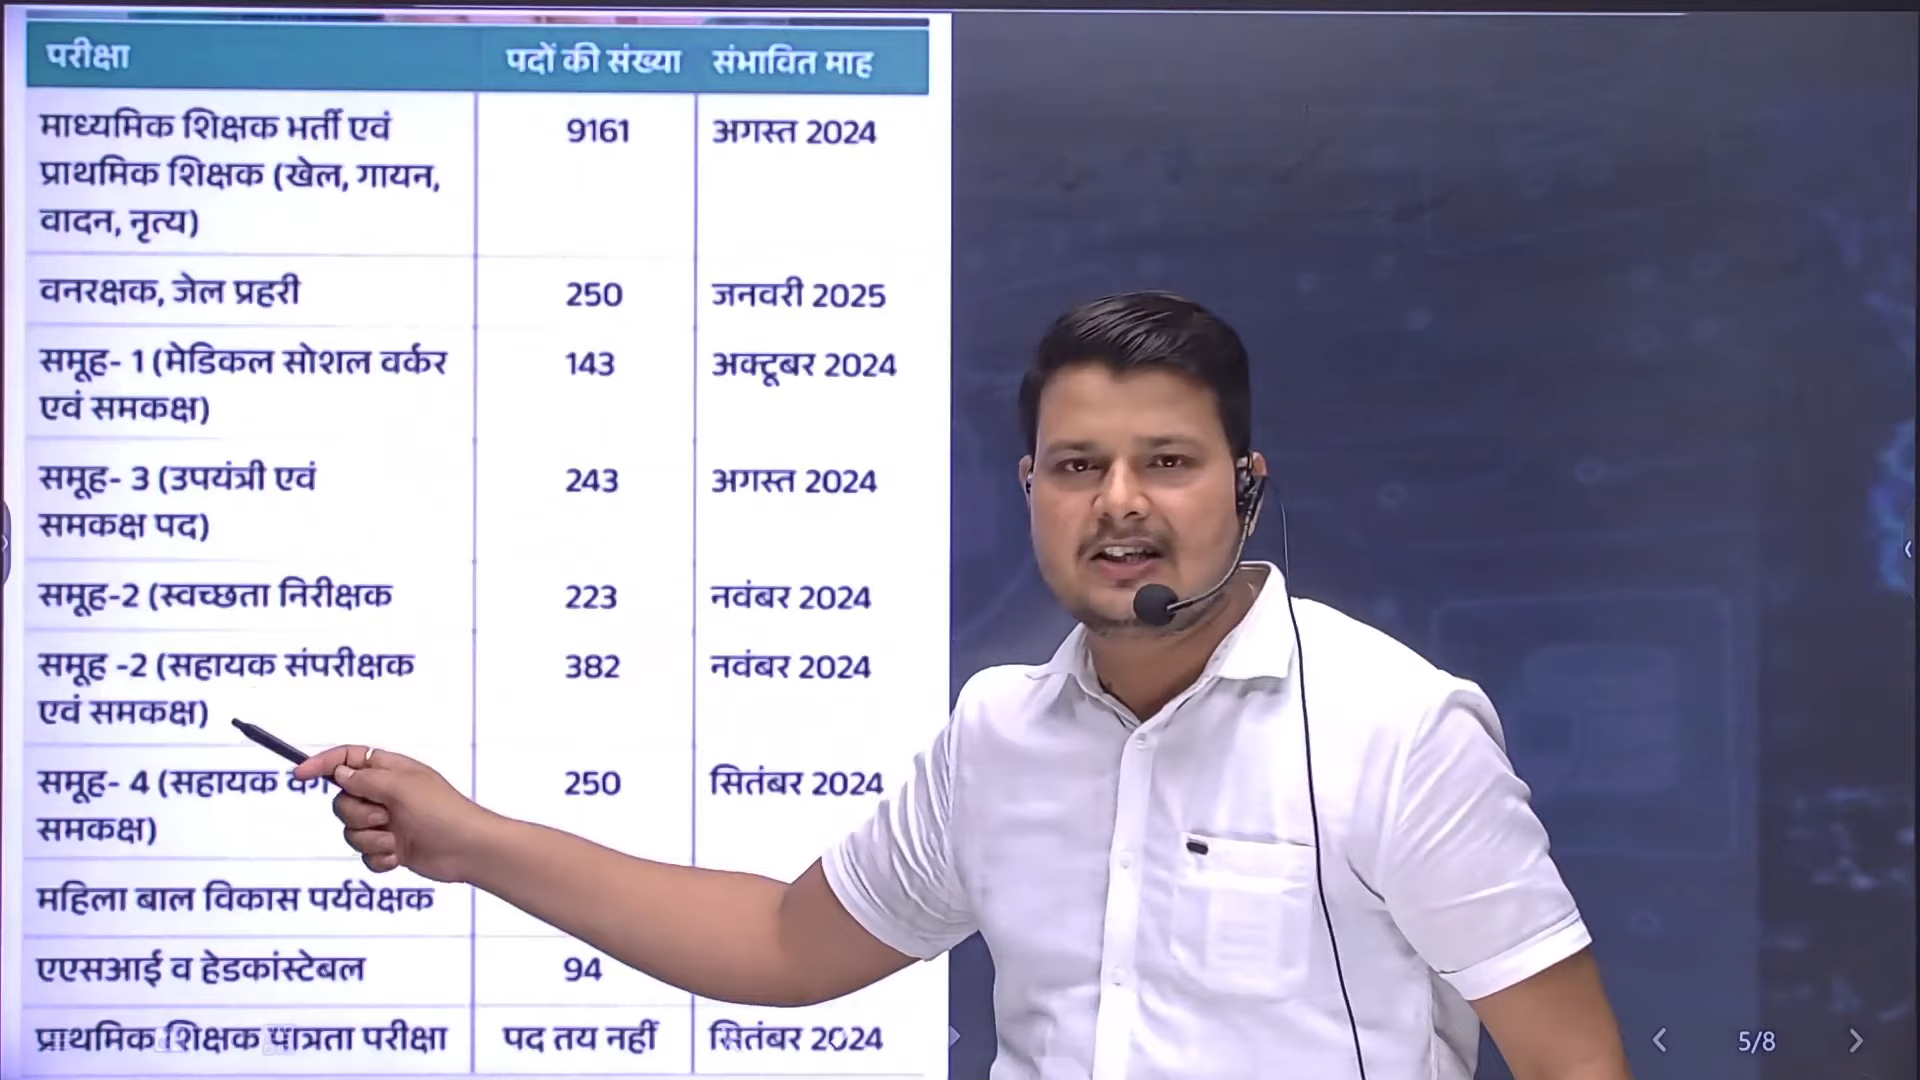 परीक्षा पदों की संख्या संभावित माह
माध्यमिक शिक्षक भर्ती एवं 9161 अगस्त 2024
प्राथमिक शिक्षक (खेल, गायन,
वादन, नृत्य)
वनरक्षक, जेल प्रहरी 250 जनवरी 2025
समूह- 1 (मेडिकल सोशल वर्कर 143 अक्टूबर 2024
एवं समकक्ष)
समूह- 3 (उपयंत्री एवं 243 अगस्त 2024
समकक्ष पद)
समूह-2 (स्वच्छता निरीक्षक 223 नवंबर 2024
समूह -2 (सहायक संपरीक्षक 382 नवंबर 2024
एवं समकक्ष)
समूह- 4 (सहायक 250 सितंबर 2024
समकक्ष)
महिला बाल विकास पर्यवेक्षक
एएसआई व हेडकांस्टेबल 94
प्राथमिक शिक्षक पात्रता परीक्षा पद तय नहीं सितंबर 2024
5/8